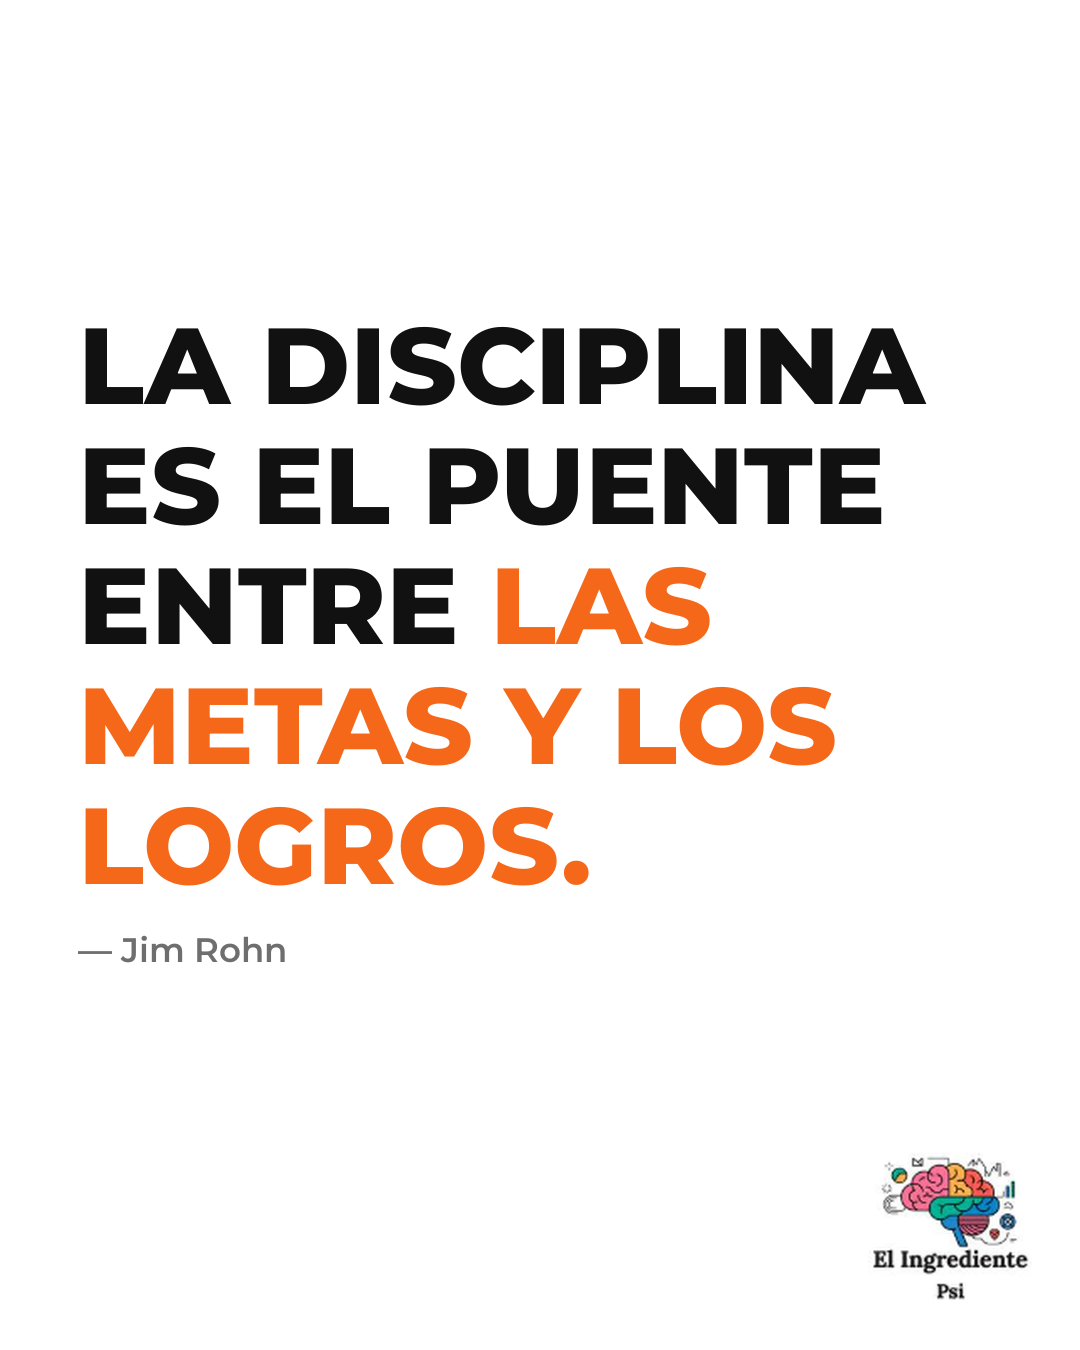 LA DISCIPLINA
ES EL PUENTE
ENTRE LAS
METAS Y LOS
LOGROS.
— Jim Rohn
El Ingrediente
Psi